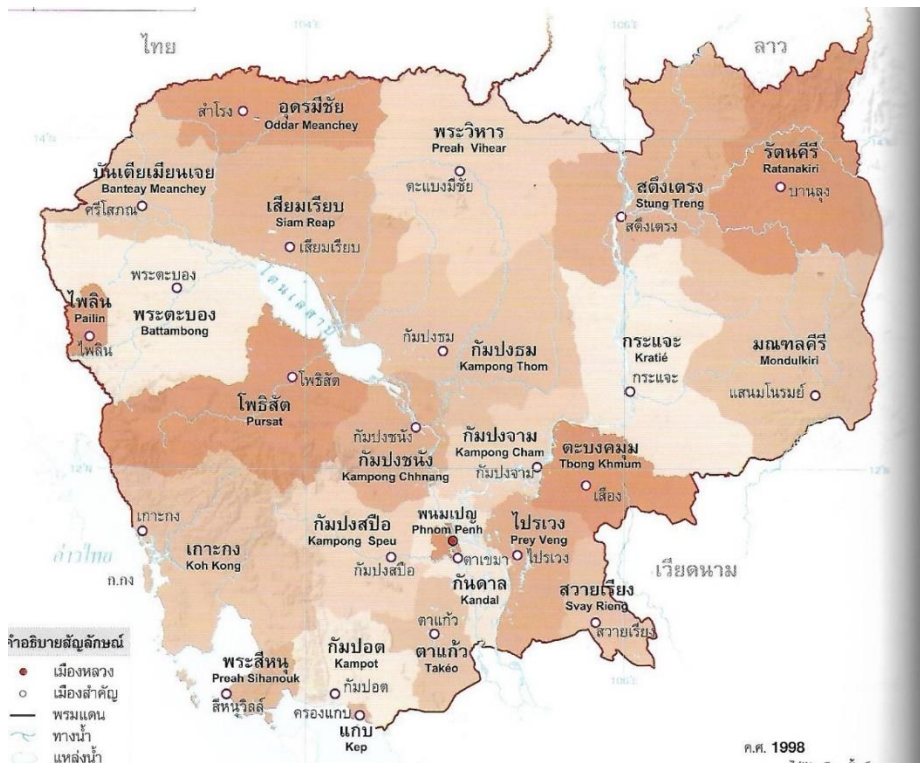 ไทย
ลาว
104°
106°
14°N
14°
สำโรง
อุดรมีชัย
Oddar Meanchey
พระวิหาร
Preah Vihear
ตะแบงมีชัย
รัตนคีรี
Ratanakiri
บานลุง
บันเตียเมียนเจย
Banteay Meanchey
ศรีโสภณ
เสียมเรียบ
Siam Reap
เสียมเรียบ
สตึงเตรง
Stung Treng
สตึงเตรง
พระตะบอง
พระตะบอง
Battambong
โตนเลสาบ
ไพลิน
Pailin
ไพลิน
กัมปงธม
กัมปงธม
Kampong Thom
กระแจะ
Kratié
กระแจะ
มณฑลคีรี
Mondulkiri
แสนมโนรมย์
โพธิสัต
โพธิสัต
Pursat
กัมปงชนัง
กัมปงชนัง
Kampong Chhnang
กัมปงจาม
Kampong Cham
กัมปงจาม
ตะบงคมุม
Tbong Khmum
เสือง
12°N
12°
เกาะกง
อ่าวไทย
เกาะกง
Koh Kong
ก.กง
กัมปงสปือ
Kampong Speu
กัมปงสปือ
พนมเปญ
Phnom Penh
ตาเขมา
ไปรเวง
Prey Veng
ไปรเวง
กันดาล
Kandal
เวียดนาม
สวายเรียง
Svay Rieng
สวายเรียง
ตาแก้ว
ตาแก้ว
Takéo
กัมปอต
Kampot
กัมปอต
พระสีหนุ
Preah Sihanouk
สีหนุวิลล์
ครองแกบ
แกบ
Kep
106°E
คำอธิบายสัญลักษณ์
เมืองหลวง
เมืองสำคัญ
พรมแดน
ทางน้ำ
แหล่งน้ำ
ค.ศ. 1998